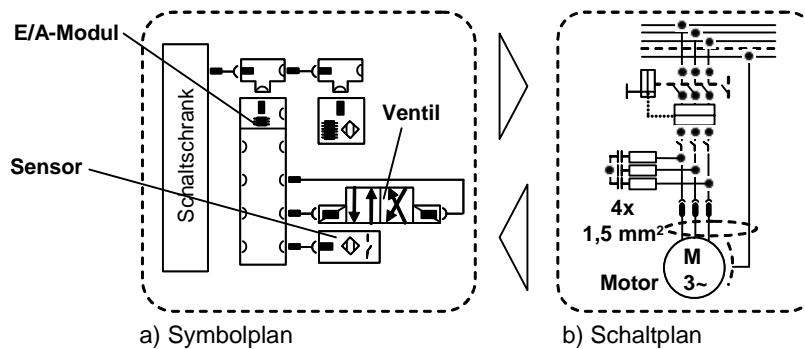 E/A-Modul
Ventil
Sensor
Schaltschrank
4x
1,5 mm²
M
3~
Motor
a) Symbolplan
b) Schaltplan